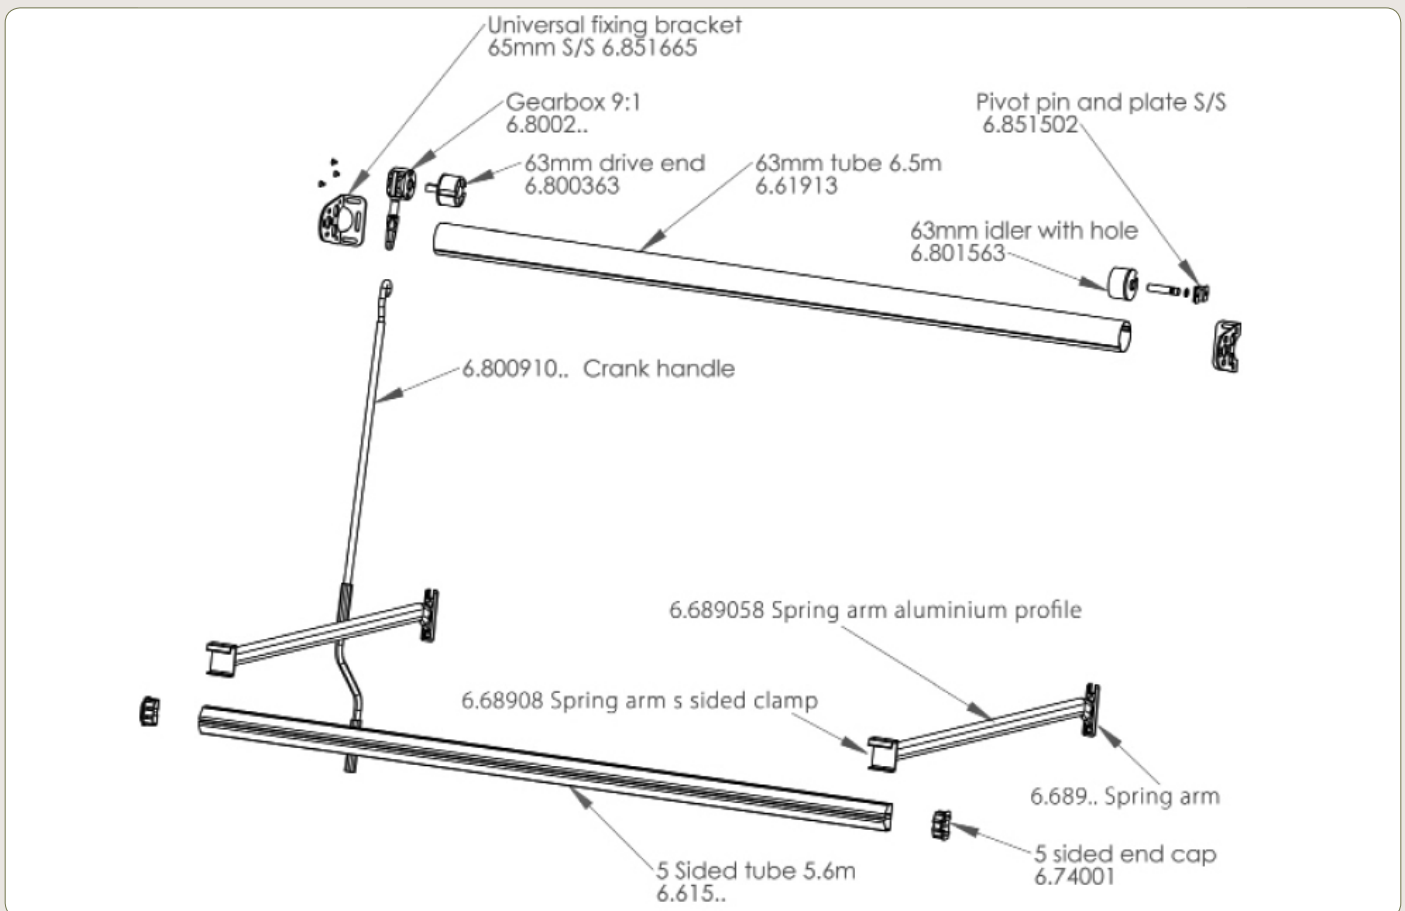 Universal fixing bracket
65mm S/S 6.851665
Gearbox 9:1
6.8002..
Pivot pin and plate S/S
6.851502
63mm drive end
6.800363
63mm tube 6.5m
6.61913
63mm idler with hole
6.801563
6.800910.. Crank handle
6.689058 Spring arm aluminium profile
6.68908 Spring arm s sided clamp
6.689.. Spring arm
5 Sided tube 5.6m
6.615..
5 sided end cap
6.74001